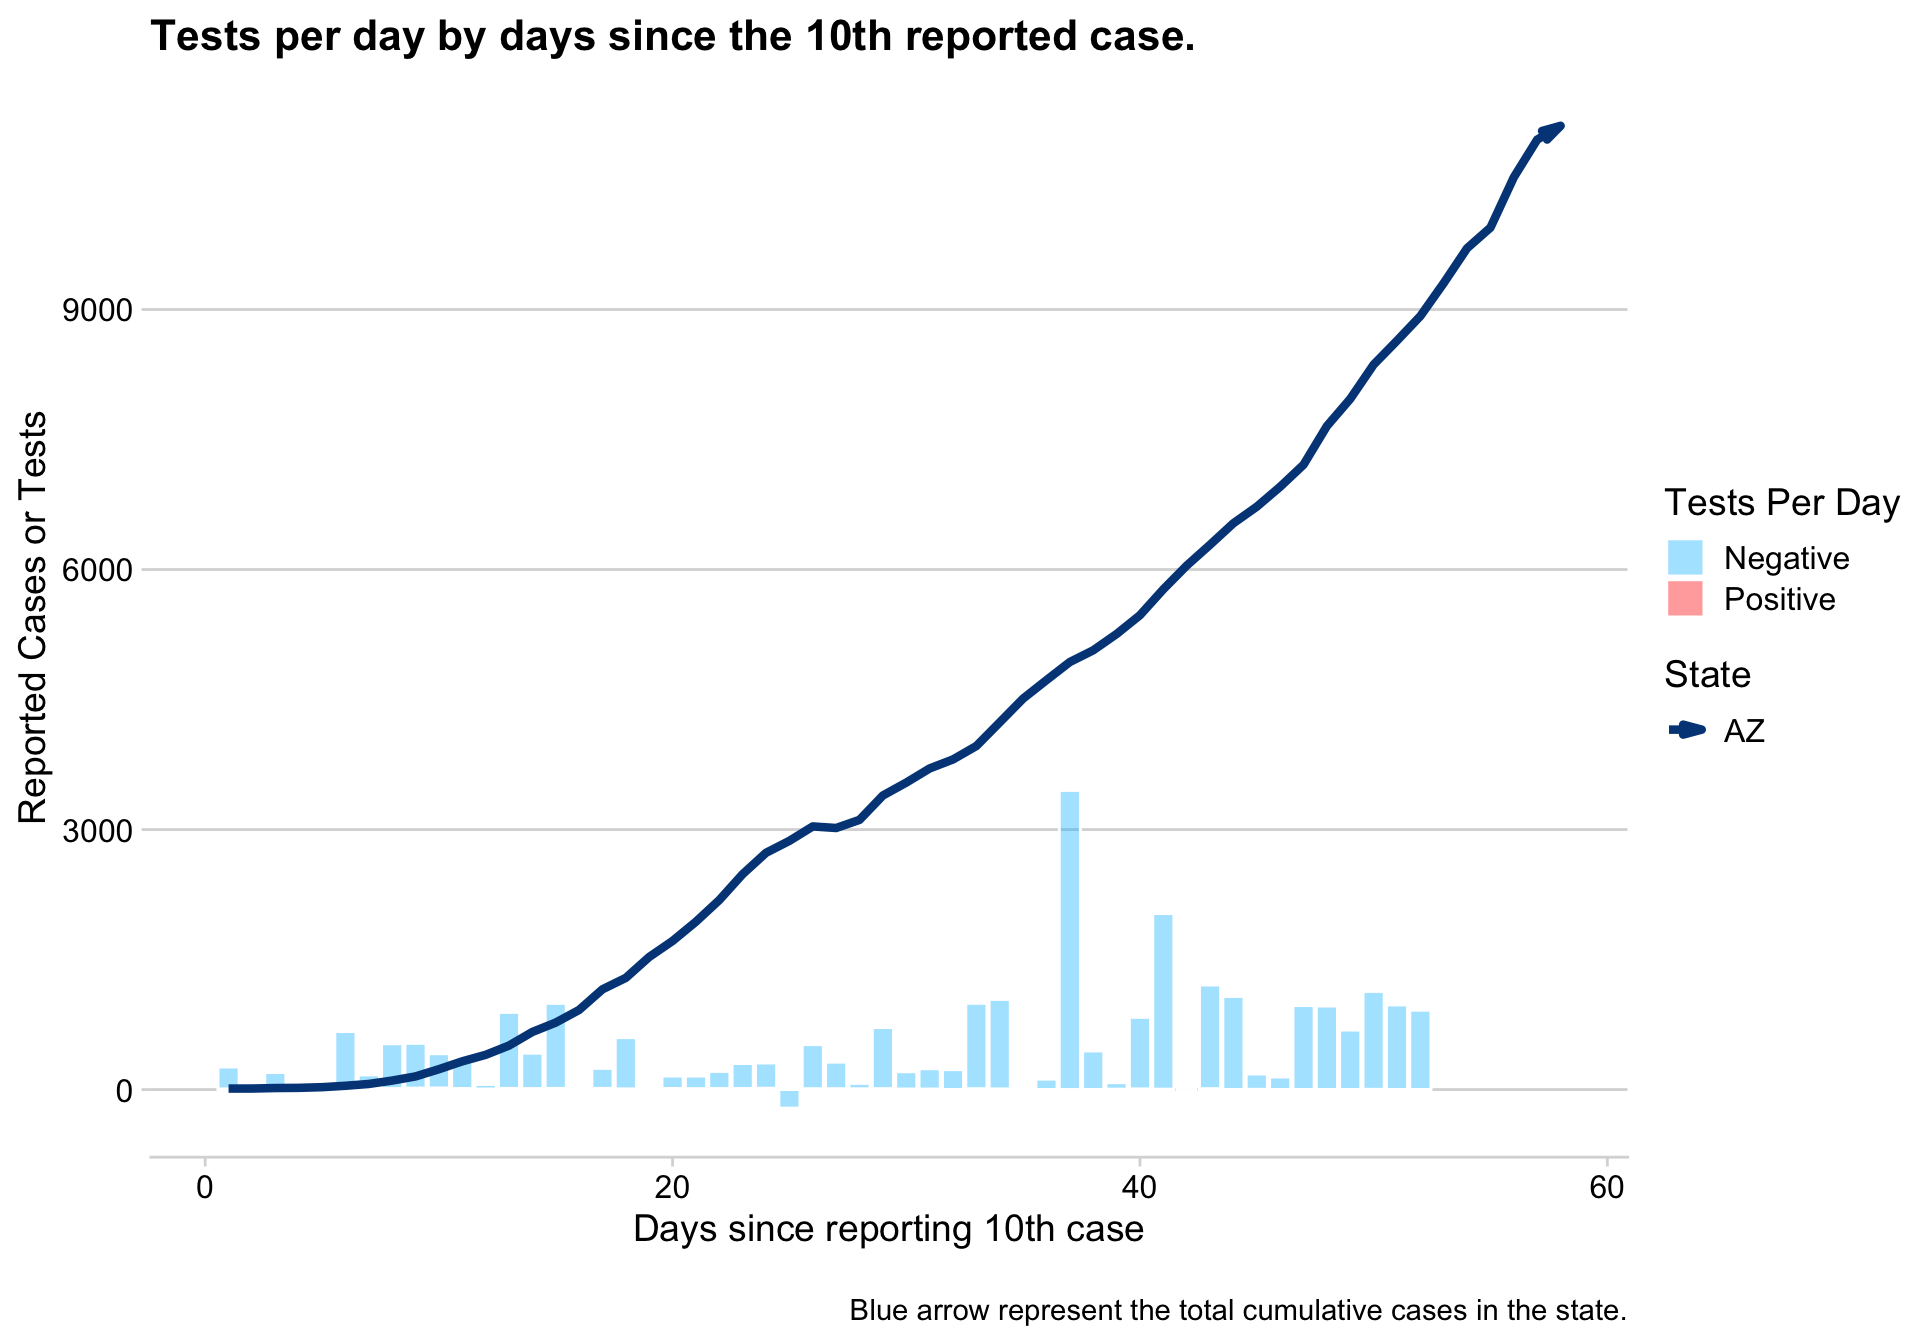 Tests per day by days since the 10th reported case.
Reported Cases or Tests
9000
6000
3000
0
0
20
40
60
Days since reporting 10th case
Tests Per Day
Negative
Positive
State
AZ
Blue arrow represent the total cumulative cases in the state.